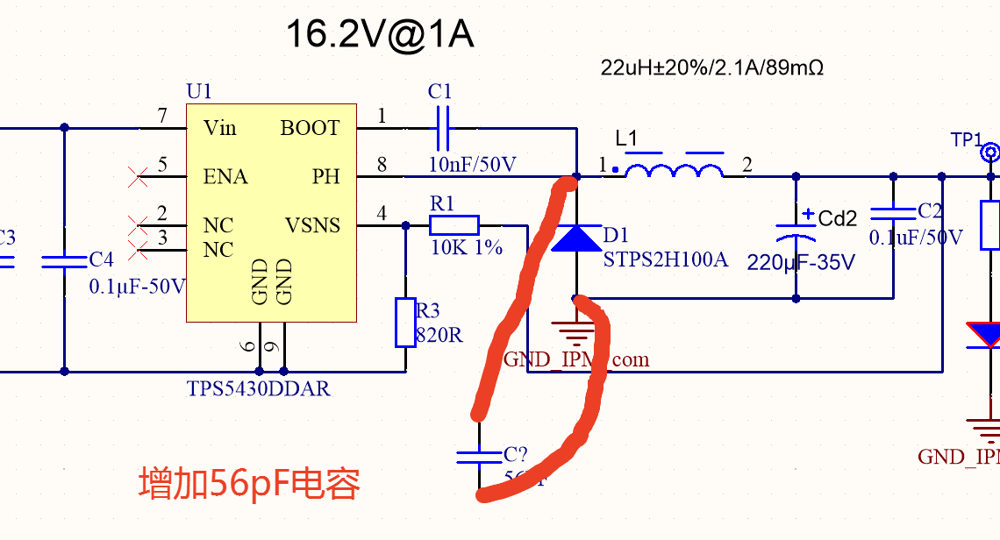 16.2V@1A
22uH±20%/2.1A/89mΩ
U1
C1
7
Vin
BOOT
1
L1
TP1
5
ENA
PH
8
10nF/50V
1
2
2
NC
VSNS
4
R1
Cd2
C2
3
NC
10K 1%
D1
0.1uF/50V
C3
C4
STPS2H100A
220μF-35V
0.1μF-50V
GND
GND
R3
820R
6
9
GND_IPM_com
TPS5430DDAR
C?
增加56pF电容